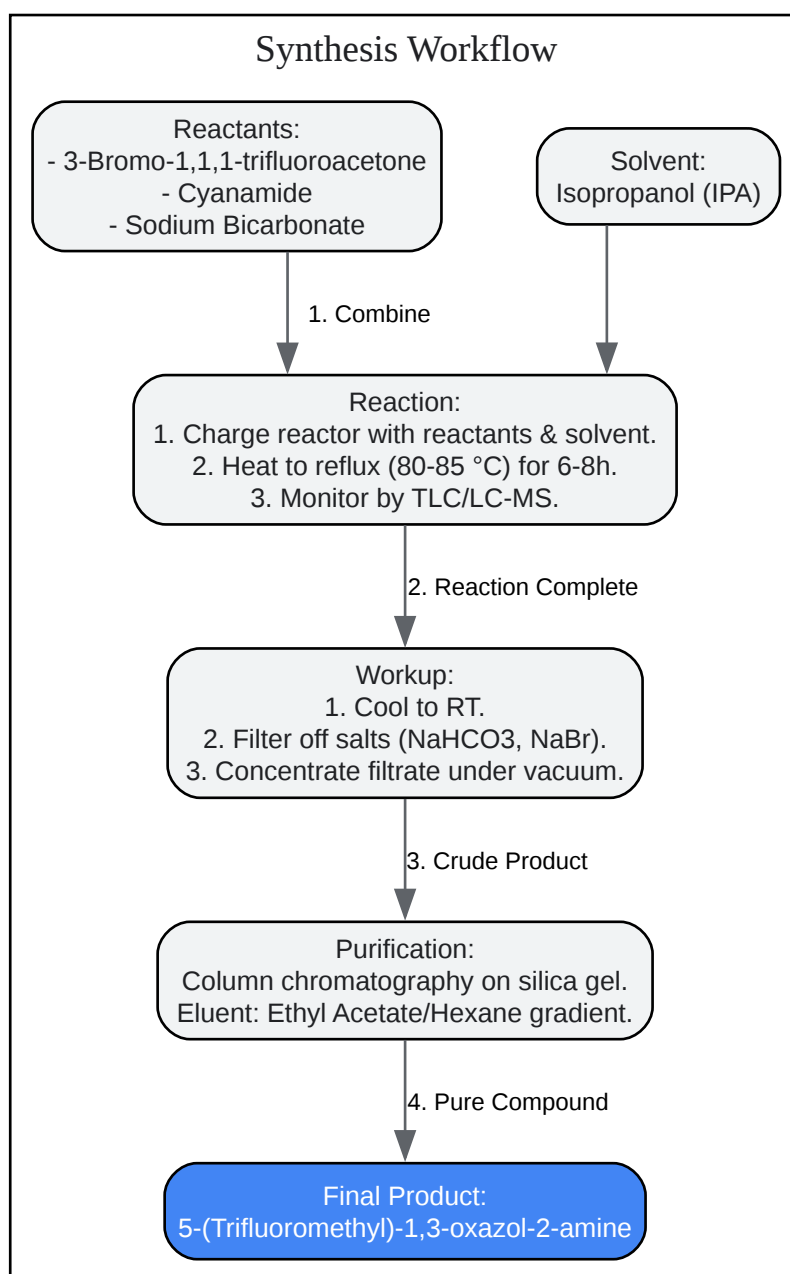 Synthesis Workflow
Reactants:
- 3-Bromo-1,1,1-trifluoroacetone
- Cyanamide
- Sodium Bicarbonate
Solvent:
Isopropanol (IPA)
1. Combine
Reaction:
1. Charge reactor with reactants & solvent.
2. Heat to reflux (80-85 °C) for 6-8h.
3. Monitor by TLC/LC-MS.
2. Reaction Complete
Workup:
1. Cool to RT.
2. Filter off salts (NaHCO3, NaBr).
3. Concentrate filtrate under vacuum.
3. Crude Product
Purification:
Column chromatography on silica gel.
Eluent: Ethyl Acetate/Hexane gradient.
4. Pure Compound
Final Product:
5-(Trifluoromethyl)-1,3-oxazol-2-amine